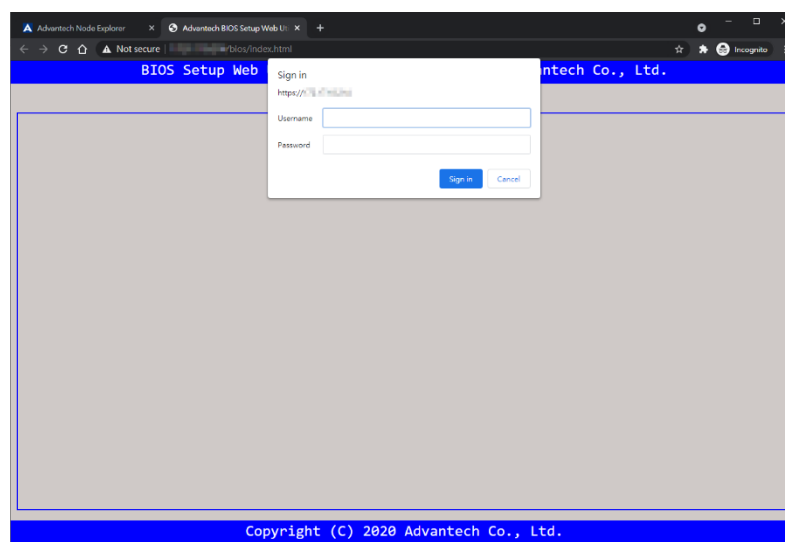 Advantech Node Explorer
Advantech BIOS Setup Web Uti
Not secure
/bios/index.html
Incognito
BIOS Setup Web
ntech Co., Ltd.
Sign in
https://
Username
Password
Sign in
Cancel
Copyright (C) 2020 Advantech Co., Ltd.